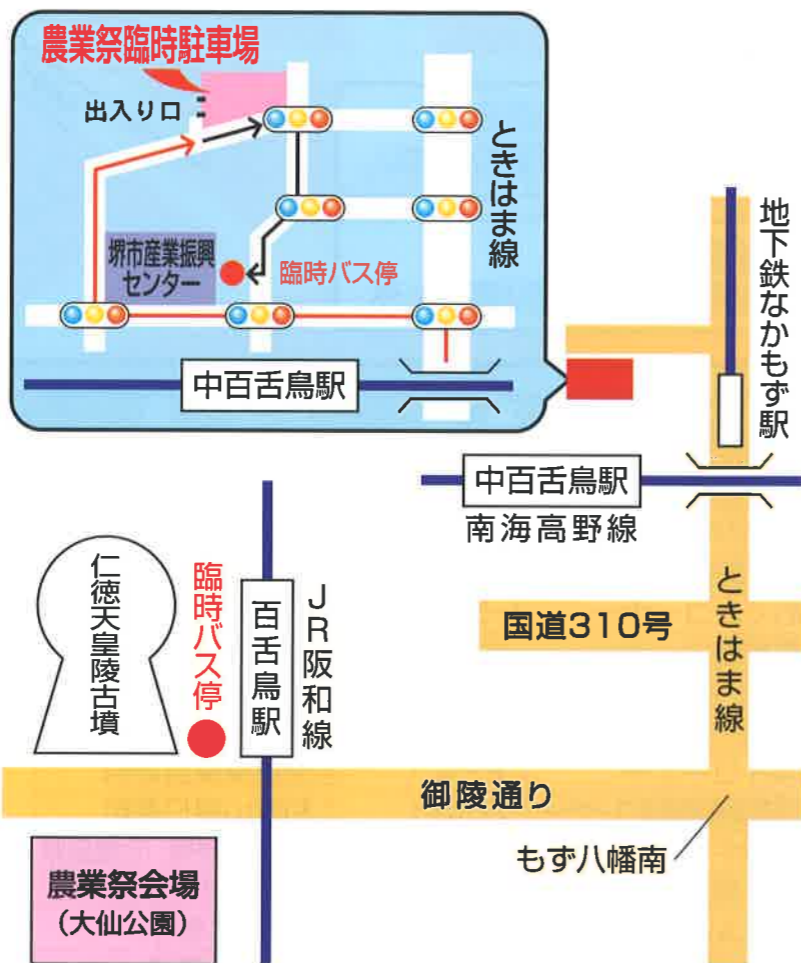 農業祭臨時駐車場
出入り口
ときはま線
堺市産業振興
センター
臨時バス停
中百舌鳥駅
地下鉄なかもず駅
中百舌鳥駅
南海高野線
仁徳天皇陵古墳
臨時バス停
百舌鳥駅
JR阪和線
国道310号
ときはま線
御陵通り
もず八幡南
農業祭会場
（大仙公園）